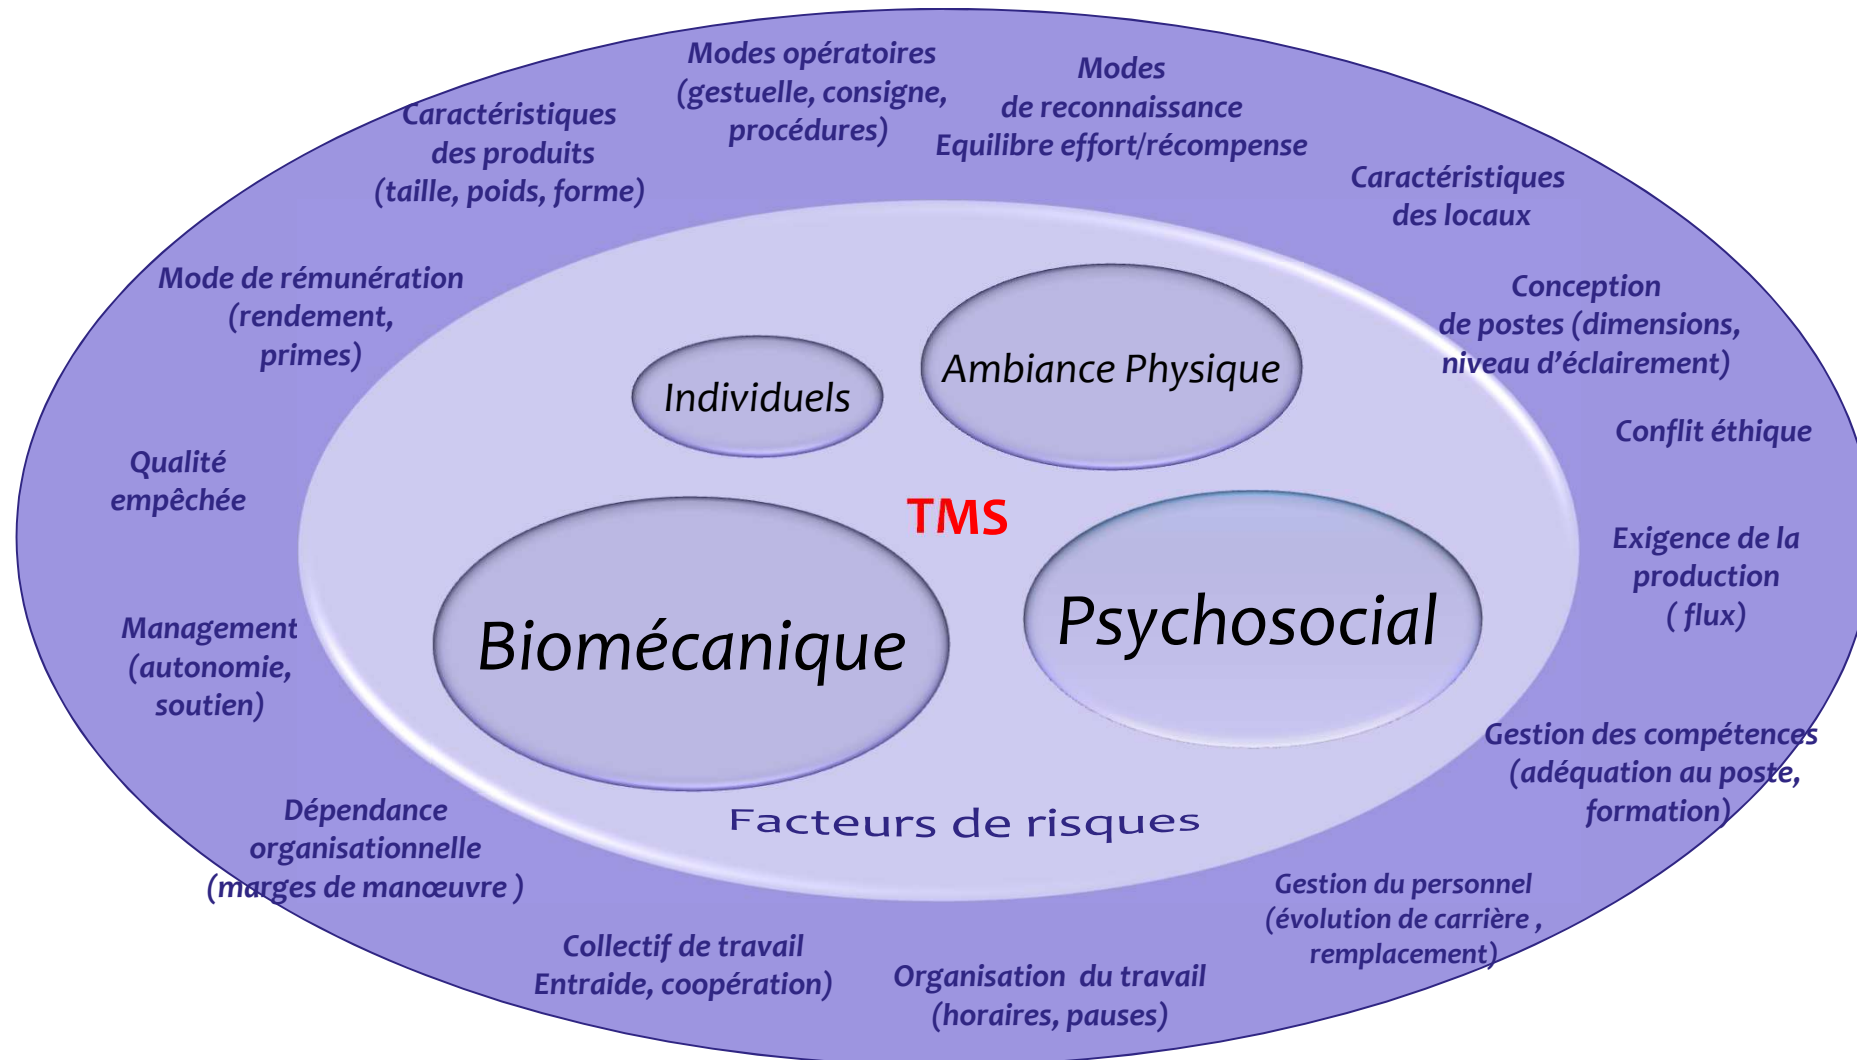 Modes opératoires
(gestuelle, consigne,
procédures)
Modes
de reconnaissance
Equilibre effort/récompense
Caractéristiques
des produits
(taille, poids, forme)
Caractéristiques
des locaux
Mode de rémunération
(rendement,
primes)
Conception
de postes (dimensions,
niveau d’éclairement)
Individuels
Ambiance Physique
Conflit éthique
Qualité
empêchée
TMS
Exigence de la
production
( flux)
Biomécanique
Psychosocial
Management
(autonomie,
soutien)
Gestion des compétences
(adéquation au poste,
formation)
Facteurs de risques
Dépendance
organisationnelle
(marges de manœuvre )
Gestion du personnel
(évolution de carrière ,
remplacement)
Collectif de travail
Entraide, coopération)
Organisation  du travail
(horaires, pauses)